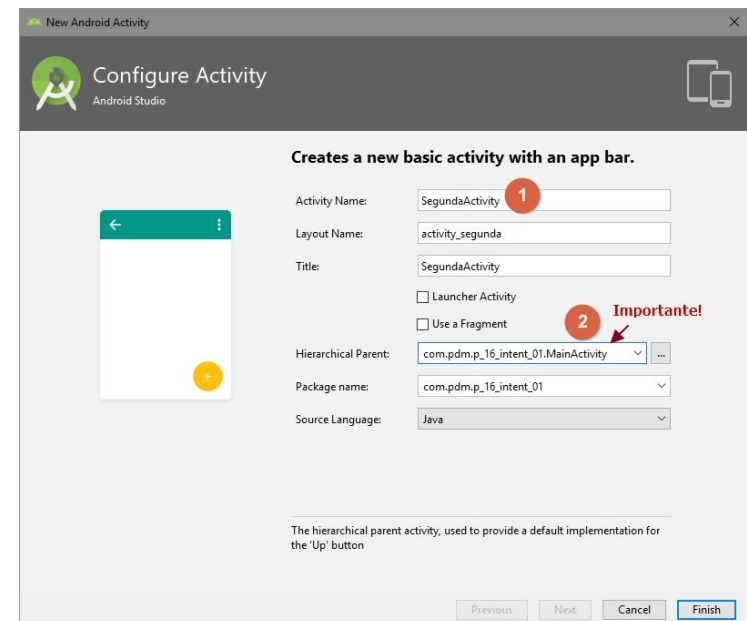 New Android Activity
Configure Activity
Android Studio
Creates a new basic activity with an app bar.
Activity Name: SegundaActivity 1
Layout Name: activity_segunda
Title: SegundaActivity
Launcher Activity
Importante!
Use a Fragment 2
Hierarchical Parent: com.pdm.p_16_intent_01.MainActivity ...
Package name: com.pdm.p_16_intent_01
Source Language: Java
The hierarchical parent activity, used to provide a default implementation for
the 'Up' button
Previous Next Cancel Finish